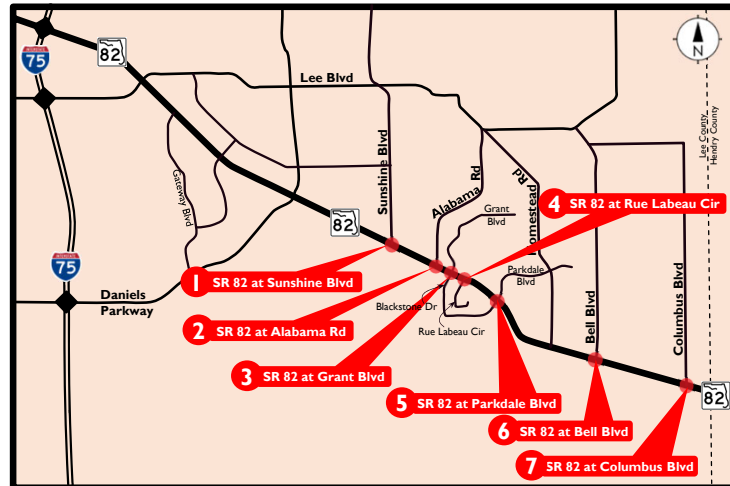 75
82
Lee Blvd
N
Lee County
Hendry County
Gateway Blvd
Sunshine Blvd
Alabama
Rd
Homestead
Rd
Grant
Blvd
4 SR 82 at Rue Labeau Cir
82
75
1 SR 82 at Sunshine Blvd
Parkdale
Blvd
Daniels
Parkway
Blackstone Dr
Rue Labeau Cir
2 SR 82 at Alabama Rd
Bell Blvd
Columbus Blvd
3 SR 82 at Grant Blvd
82
5 SR 82 at Parkdale Blvd
6 SR 82 at Bell Blvd
7 SR 82 at Columbus Blvd